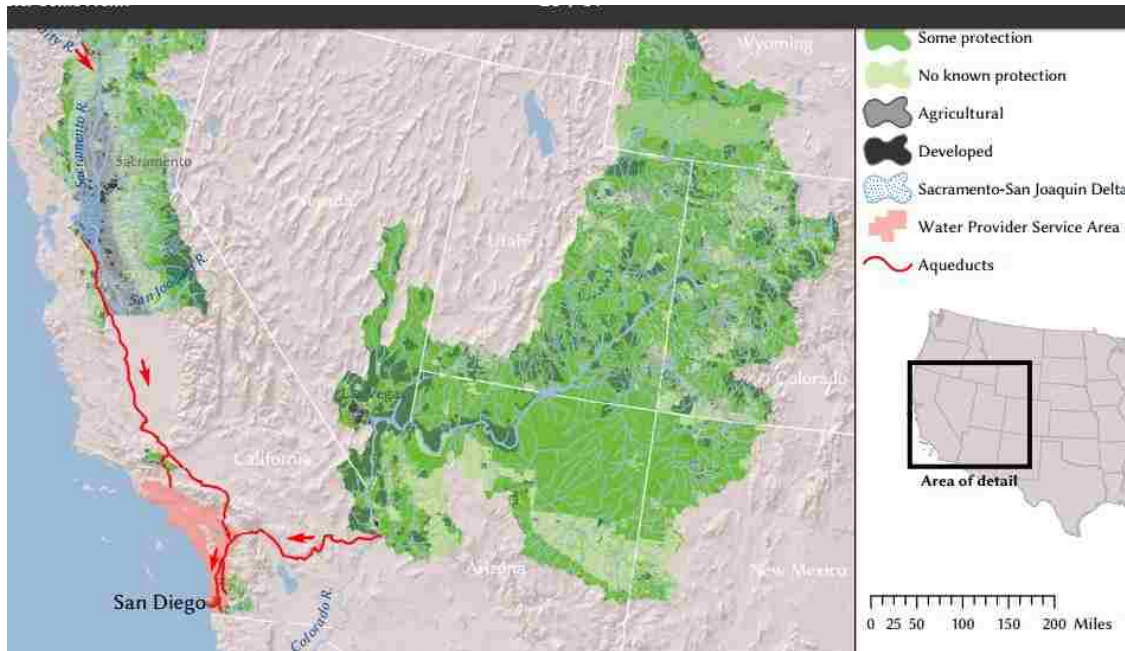 Wyoming
Sacramento R.
Sacramento
Nevada
Utah
San Joaquin R.
Las Vegas
Colorado
California
Arizona
New Mexico
San Diego
Colorado R.
Some protection
No known protection
Agricultural
Developed
Sacramento-San Joaquin Delta
Water Provider Service Area
Aqueducts
Area of detail
0 25 50 100 150 200 Miles